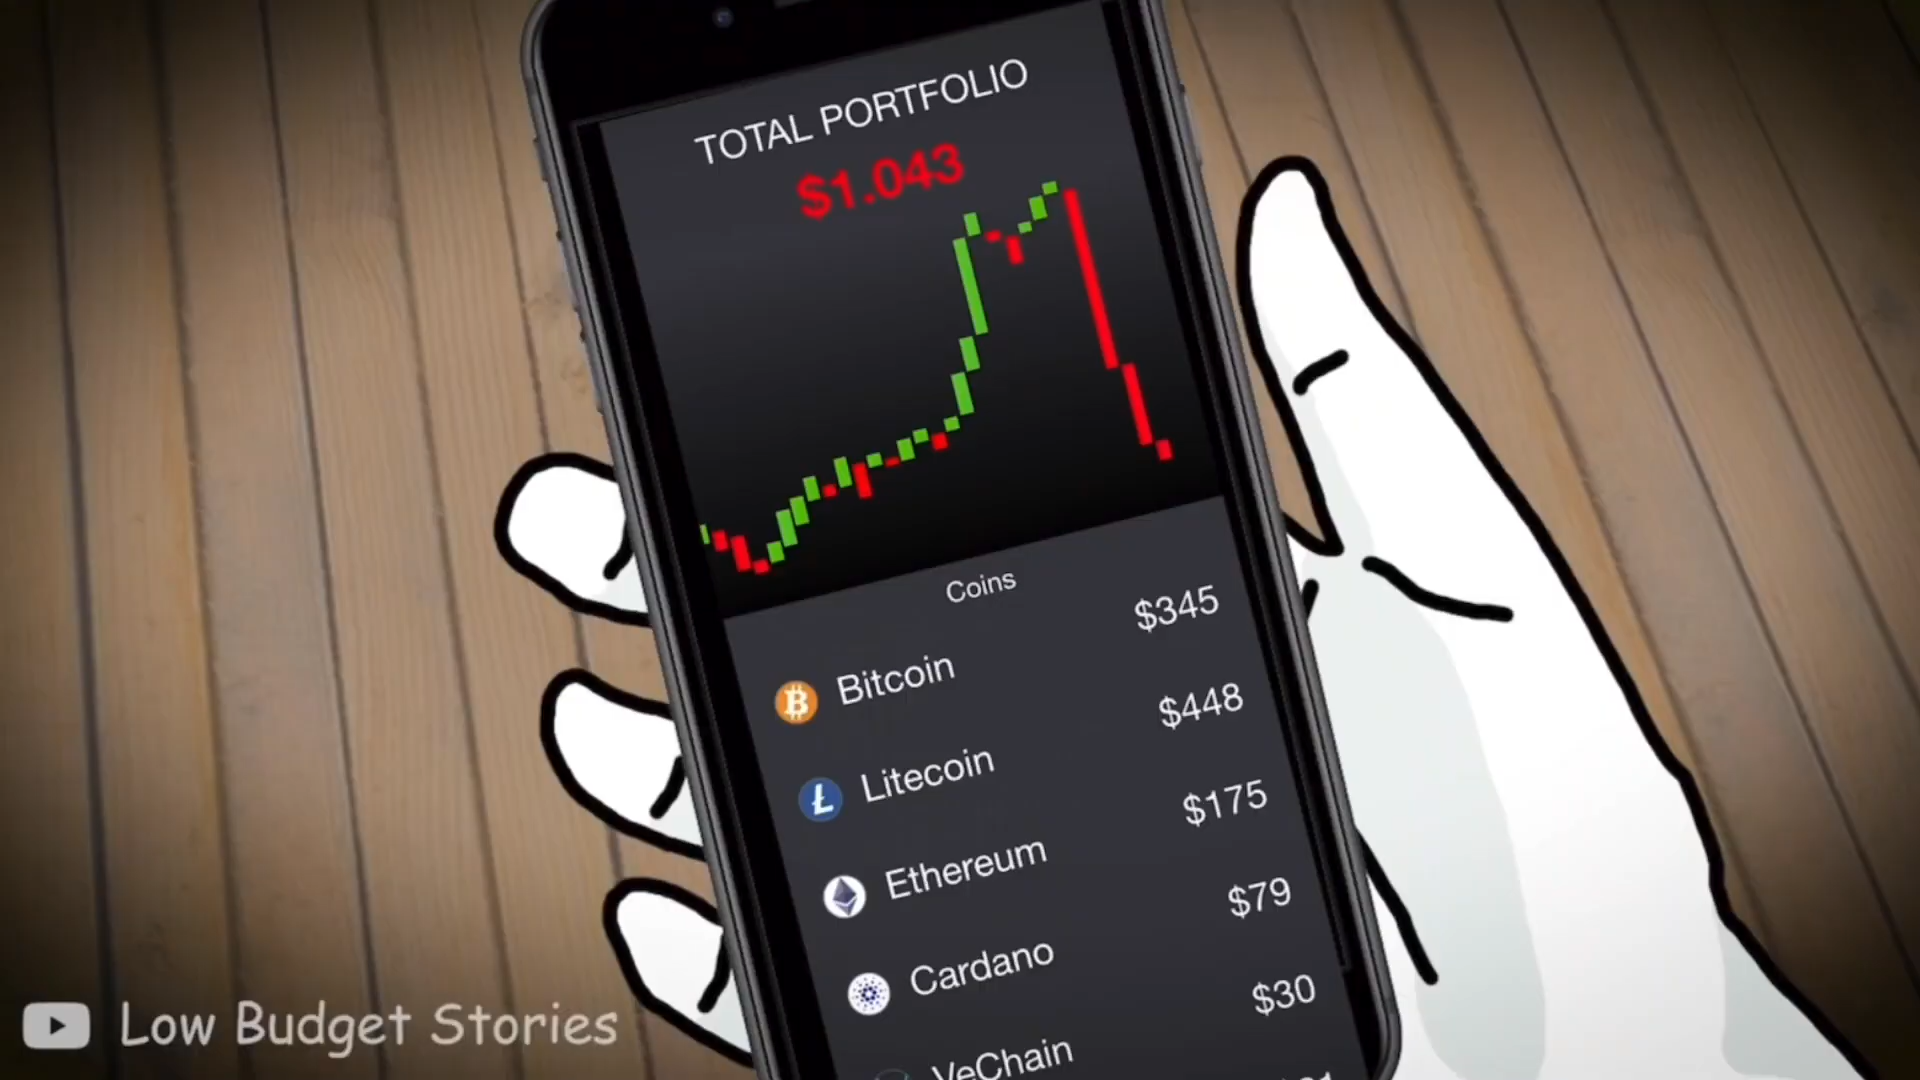 TOTAL PORTFOLIO
$1.043
Coins
Bitcoin $345
Litecoin $448
Ethereum $175
Cardano $79
VeChain $30
Low Budget Stories